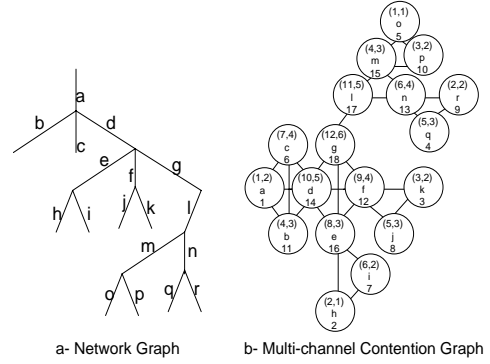 a
b
d
c
e
f
g
h
i
j
k
l
m
n
o
p
q
r
a- Network Graph
(1,1)
o
5
(4,3)
m
15
(3,2)
p
10
(11,5)
l
17
(6,4)
n
13
(2,2)
r
9
(5,3)
q
4
(7,4)
c
6
(12,6)
g
18
(1,2)
a
1
(10,5)
d
14
(9,4)
f
12
(3,2)
k
3
(4,3)
b
11
(8,3)
e
16
(5,3)
j
8
(6,2)
i
7
(2,1)
h
2
b- Multi-channel Contention Graph